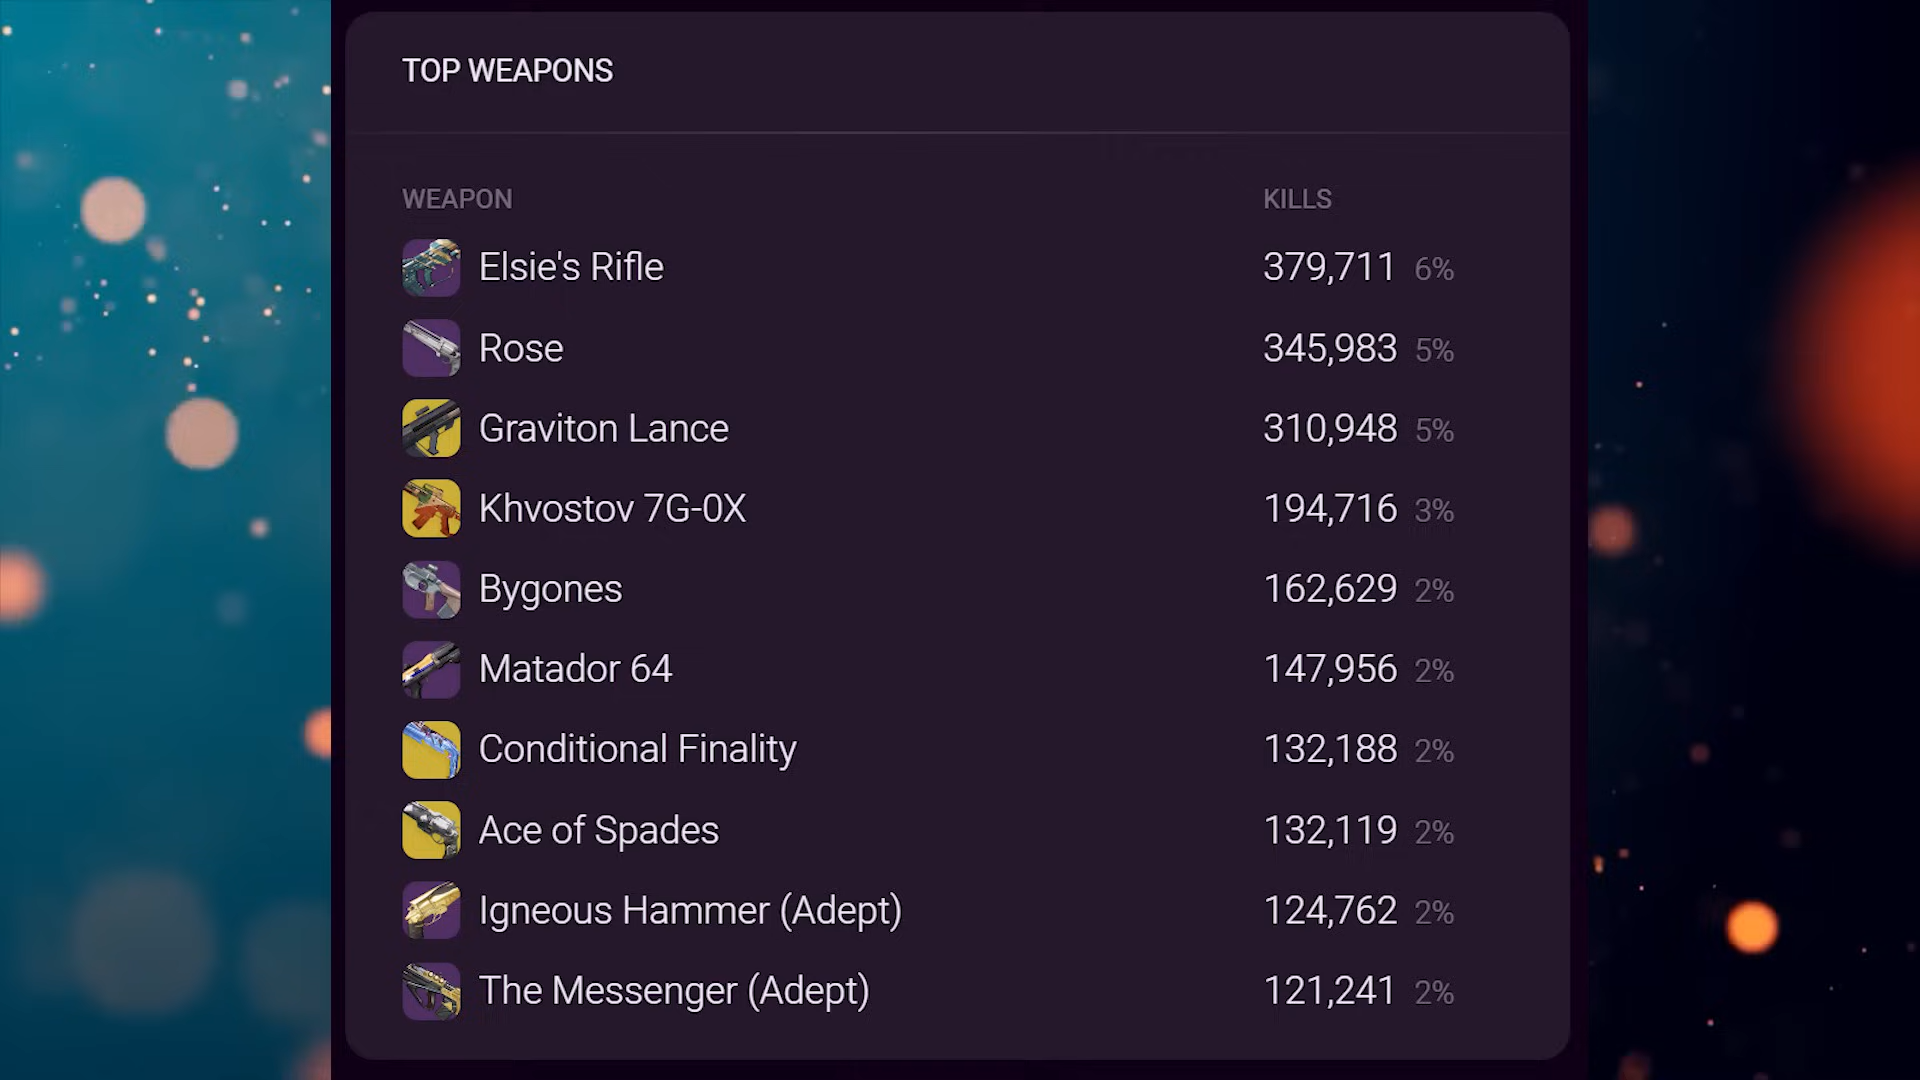 TOP WEAPONS
WEAPON KILLS
Elsie's Rifle 379,711 6%
Rose 345,983 5%
Graviton Lance 310,948 5%
Khvostov 7G-0X 194,716 3%
Bygones 162,629 2%
Matador 64 147,956 2%
Conditional Finality 132,188 2%
Ace of Spades 132,119 2%
Igneous Hammer (Adept) 124,762 2%
The Messenger (Adept) 121,241 2%